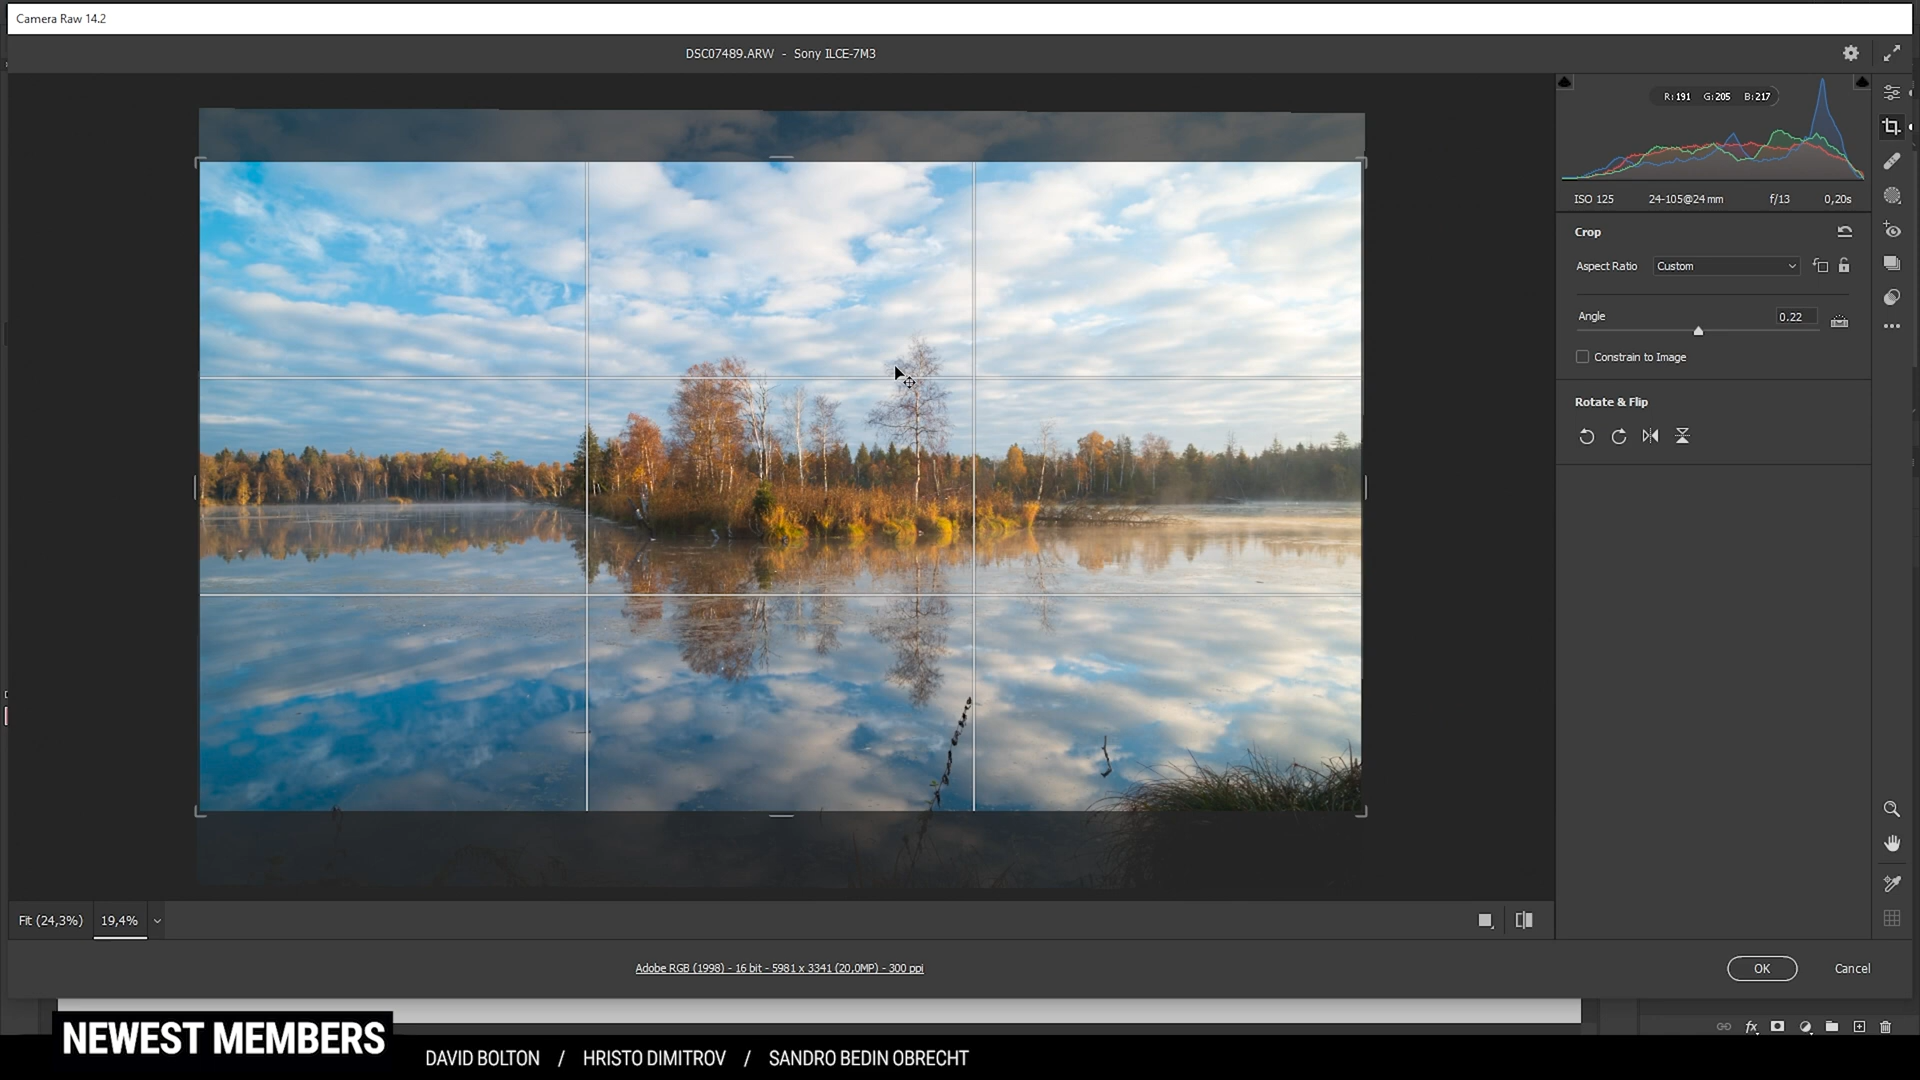 Camera Raw 14.2
DSC07489.ARW - Sony ILCE-7M3
R:191 G:205 B:217
ISO 125 24-105@24 mm f/13 0,20s
Crop
Aspect Ratio Custom
Angle 0.22
Constrain to Image
Rotate & Flip
Fit (24,3%) 19,4%
Adobe RGB (1998) - 16 bit - 5981 x 3341 (20,0MP) - 300 ppi
OK Cancel
fx
NEWEST MEMBERS
DAVID BOLTON / HRISTO DIMITROV / SANDRO BEDIN OBRECHT